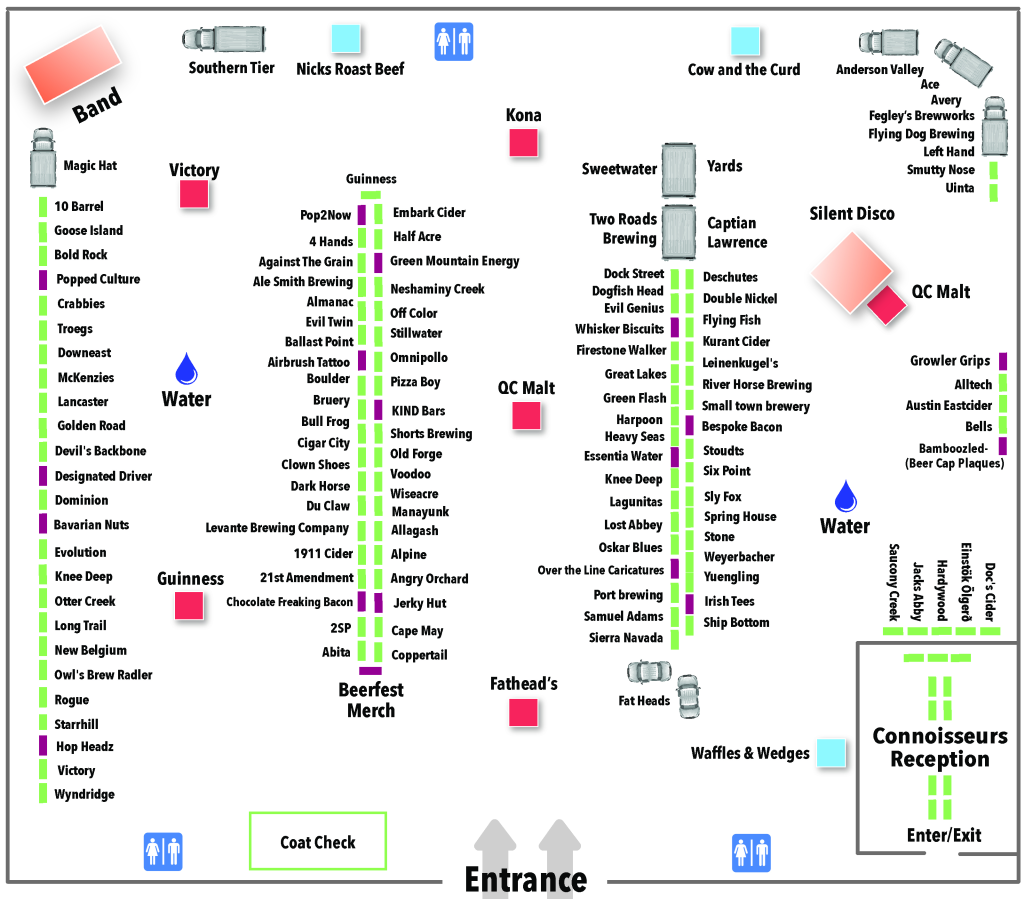 Band
Southern Tier
Nicks Roast Beef
Cow and the Curd
Anderson Valley
Ace
Avery
Fegley's Brewworks
Flying Dog Brewing
Left Hand
Smutty Nose
Uinta
Magic Hat
10 Barrel
Goose Island
Bold Rock
Popped Culture
Crabbies
Troegs
Downeast
McKenzies
Lancaster
Golden Road
Devil's Backbone
Designated Driver
Dominion
Bavarian Nuts
Evolution
Knee Deep
Otter Creek
Long Trail
New Belgium
Owl's Brew Radler
Rogue
Starrhill
Hop Headz
Victory
Wyndridge
Victory
Water
Guinness
Guinness
Pop2Now
4 Hands
Against The Grain
Ale Smith Brewing
Almanac
Evil Twin
Ballast Point
Airbrush Tattoo
Boulder
Bruery
Bull Frog
Cigar City
Clown Shoes
Dark Horse
Du Claw
Levante Brewing Company
1911 Cider
21st Amendment
Chocolate Freaking Bacon
2SP
Abita
Embark Cider
Half Acre
Green Mountain Energy
Neshaminy Creek
Off Color
Stillwater
Omnipollo
Pizza Boy
KIND Bars
Shorts Brewing
Old Forge
Voodoo
Wiseacre
Manayunk
Allagash
Alpine
Angry Orchard
Jerky Hut
Cape May
Coppertail
Beerfest
Merch
Kona
QC Malt
Fathead's
Sweetwater
Yards
Two Roads
Brewing
Captian
Lawrence
Dock Street
Dogfish Head
Evil Genius
Whisker Biscuits
Firestone Walker
Great Lakes
Green Flash
Harpoon
Heavy Seas
Essentia Water
Knee Deep
Lagunitas
Lost Abbey
Oskar Blues
Over the Line Caricatures
Port brewing
Samuel Adams
Sierra Navada
Deschutes
Double Nickel
Flying Fish
Kurant Cider
Leinenkugel's
River Horse Brewing
Small town brewery
Bespoke Bacon
Stoudts
Six Point
Sly Fox
Spring House
Stone
Weyerbacher
Yuengling
Irish Tees
Ship Bottom
Fat Heads
Silent Disco
QC Malt
Growler Grips
Alltech
Austin Eastcider
Bells
Bamboozled-
(Beer Cap Plaques)
Water
Saucony Creek
Jacks Abby
Hardywood
Einstök Ölgerð
Doc's Cider
Waffles & Wedges
Connoisseurs
Reception
Enter/Exit
Coat Check
Entrance